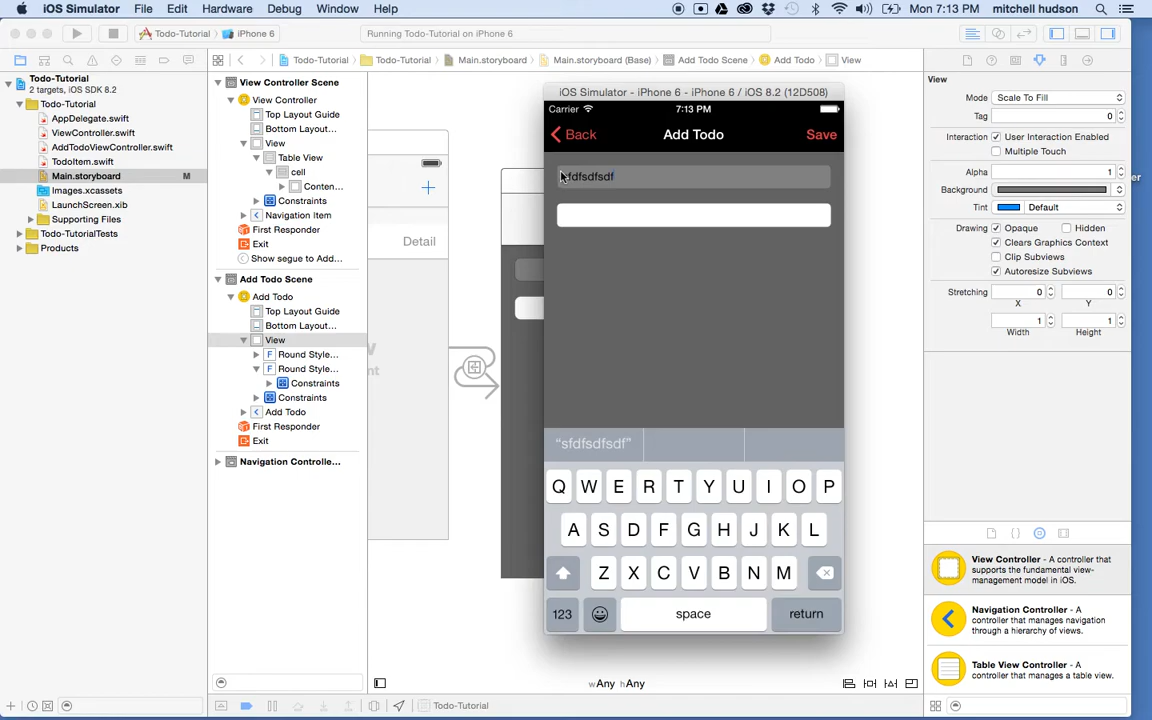 iOS Simulator File Edit Hardware Debug Window Help
Mon 7:13 PM mitchell hudson
Todo-Tutorial iPhone 6
Running Todo-Tutorial on iPhone 6
Todo-Tutorial Todo-Tutorial Main.storyboard Main.storyboard (Base) Add Todo Scene Add Todo View
Todo-Tutorial
2 targets, iOS SDK 8.2
Todo-Tutorial
AppDelegate.swift
ViewController.swift
AddTodoViewController.swift
TodoItem.swift
Main.storyboard M
Images.xcassets
LaunchScreen.xib
Supporting Files
Todo-TutorialTests
Todo-Tutorial
Products
View Controller Scene
View Controller
Top Layout Guide
Bottom Layout...
View
Table View
cell
Conten...
Constraints
Navigation Item
First Responder
Exit
Show segue to Add...
Add Todo Scene
Add Todo
Top Layout Guide
Bottom Layout...
View
F Round Style...
F Round Style...
Constraints
Constraints
Add Todo
First Responder
Exit
Navigation Controlle...
Detail
iOS Simulator - iPhone 6 - iPhone 6 / iOS 8.2 (12D508)
Carrier 7:13 PM
Back Add Todo Save
sfdfsdfsdf
“sfdfsdfsdf”
Q W E R T Y U I O P
A S D F G H J K L
Z X C V B N M
123 space return
wAny hAny
Todo-Tutorial
View
Mode Scale To Fill
Tag 0
Interaction User Interaction Enabled
Multiple Touch
Alpha 1
Background
Tint Default
Drawing Opaque Hidden
Clears Graphics Context
Clip Subviews
Autoresize Subviews
Stretching 0 0
X Y
1 1
Width Height
View Controller - A controller that
supports the fundamental view-
management model in iOS.
Navigation Controller - A
controller that manages navigation
through a hierarchy of views.
Table View Controller - A
controller that manages a table view.